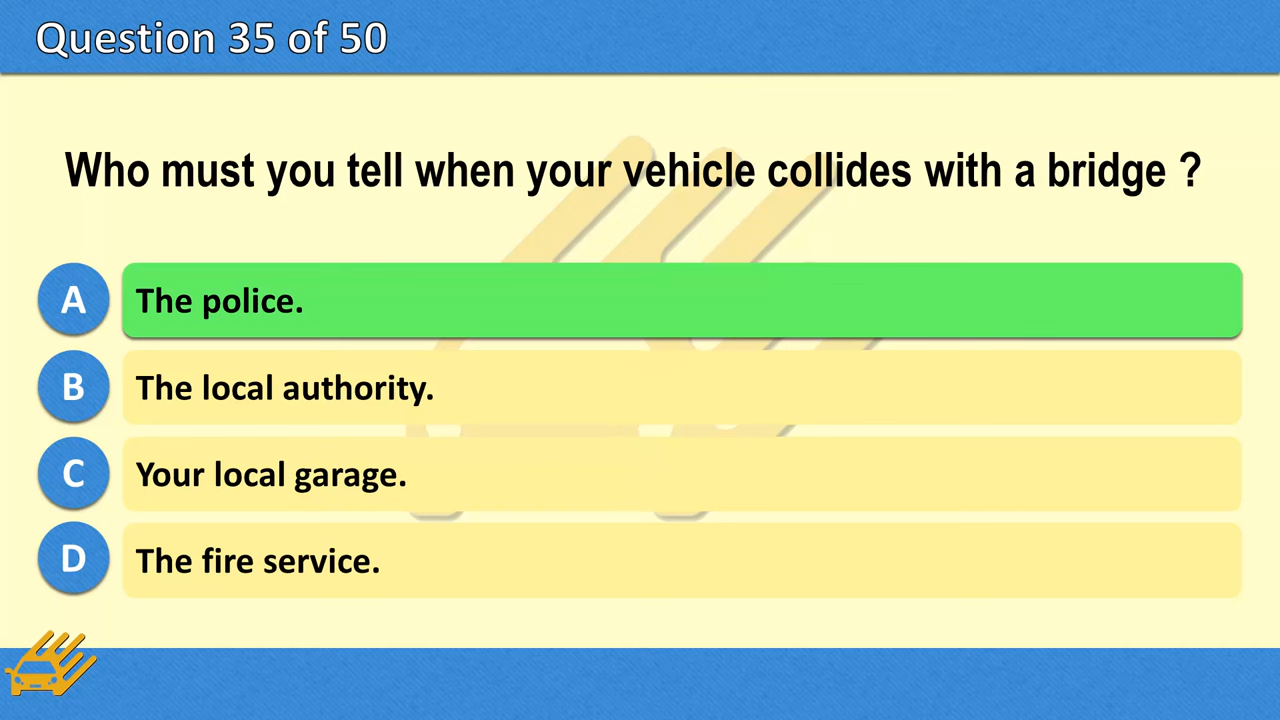 Question 35 of 50
Who must you tell when your vehicle collides with a bridge ?
A The police.
B The local authority.
C Your local garage.
D The fire service.